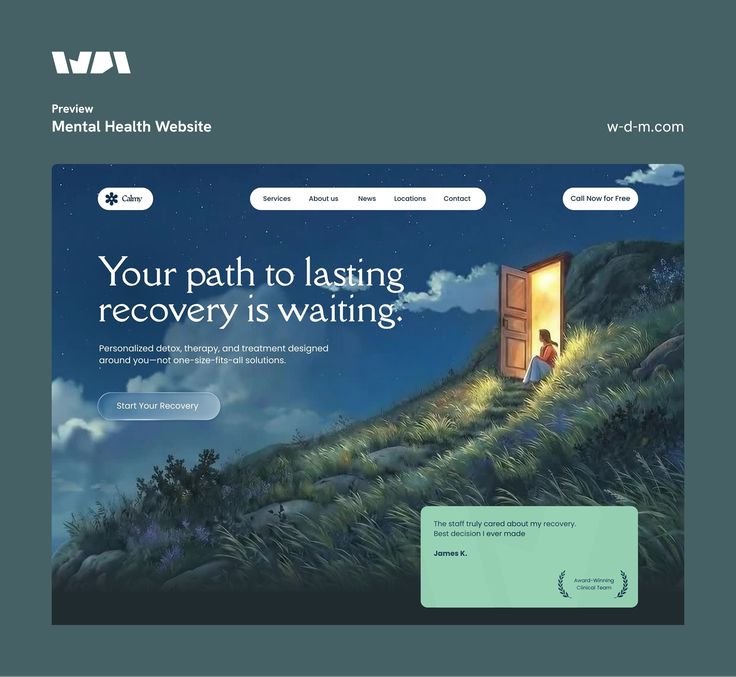 WDM
Preview
Mental Health Website
w-d-m.com
Calmy
Services
About us
News
Locations
Contact
Call Now for Free
Your path to lasting
recovery is waiting.
Personalized detox, therapy, and treatment designed
around you—not one-size-fits-all solutions.
Start Your Recovery
The staff truly cared about my recovery.
Best decision I ever made
James K.
Award-Winning
Clinical Team